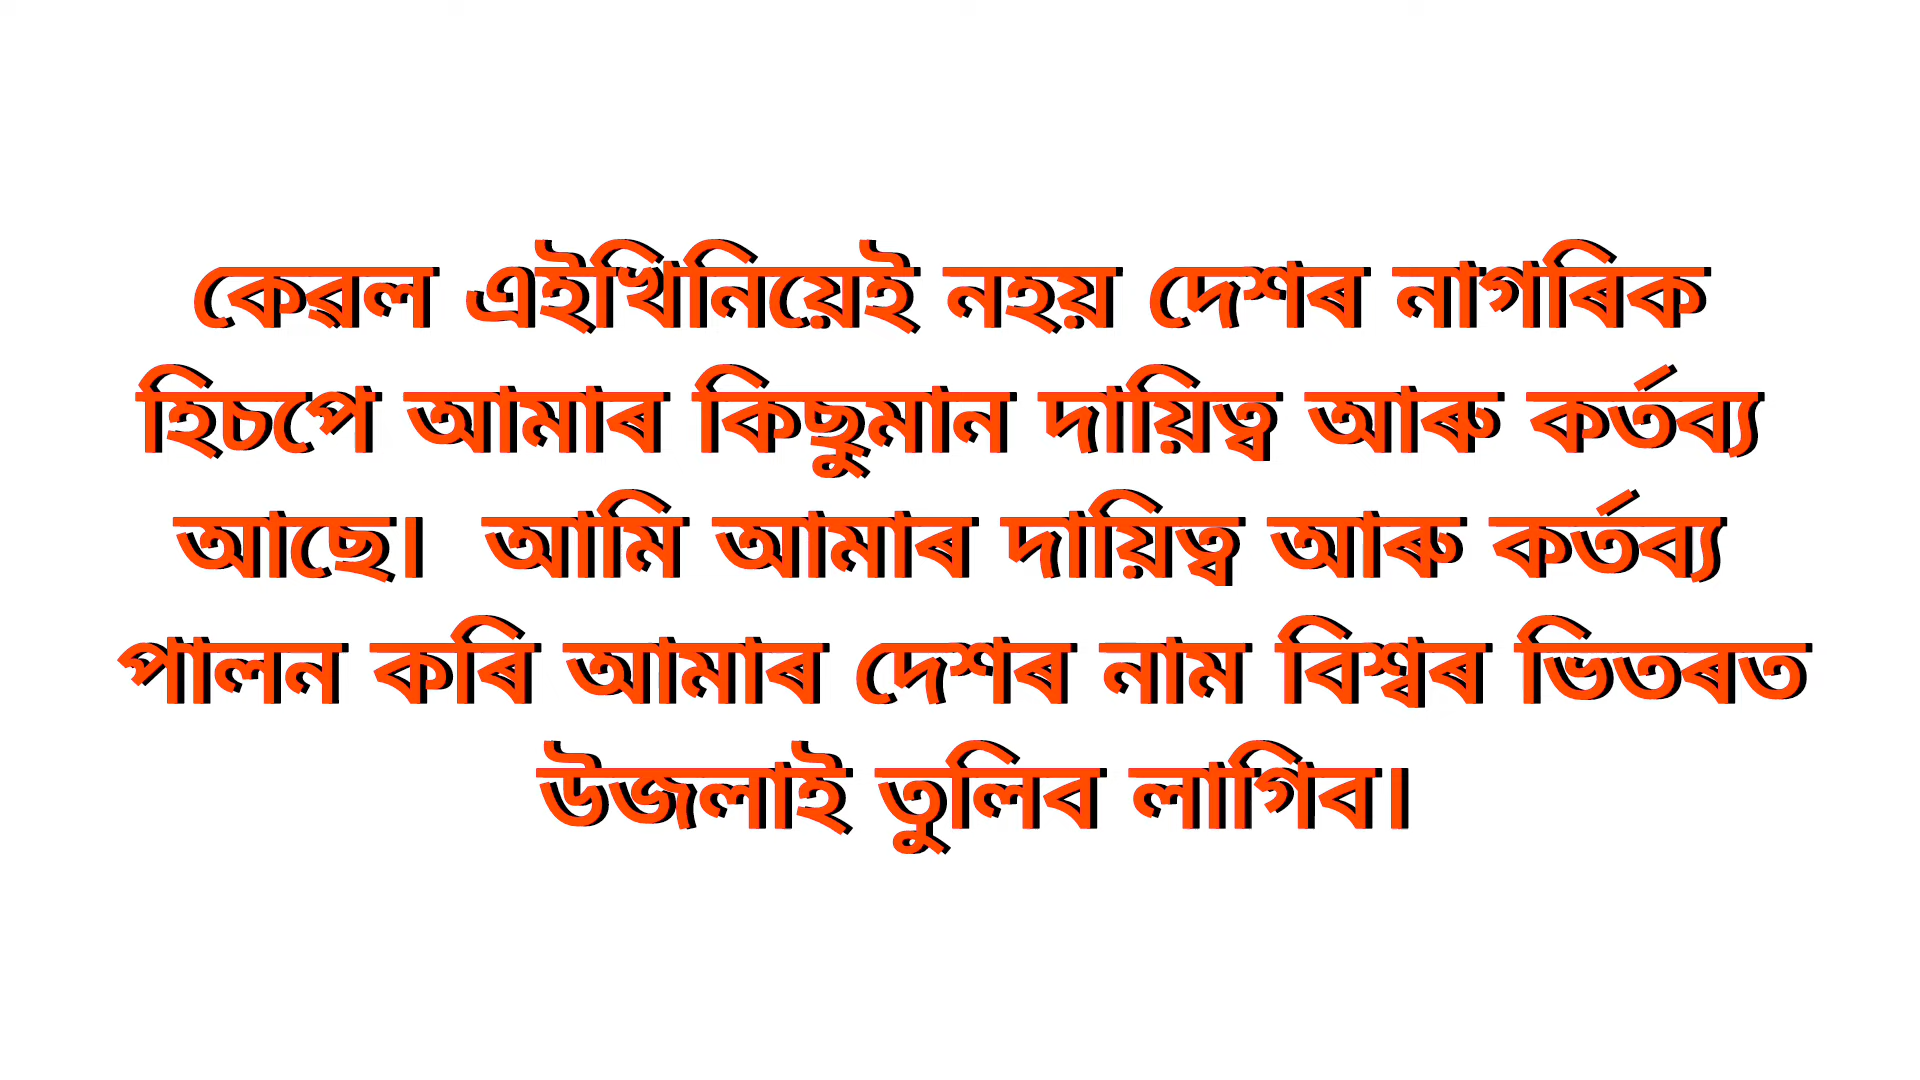 কেৱল এইখিনিয়েই নহয় দেশৰ নাগৰিক
হিচপে আমাৰ কিছুমান দায়িত্ব আৰু কৰ্তব্য
আছে।  আমি আমাৰ দায়িত্ব আৰু কৰ্তব্য
পালন কৰি আমাৰ দেশৰ নাম বিশ্বৰ ভিতৰত
উজলাই তুলিব লাগিব।